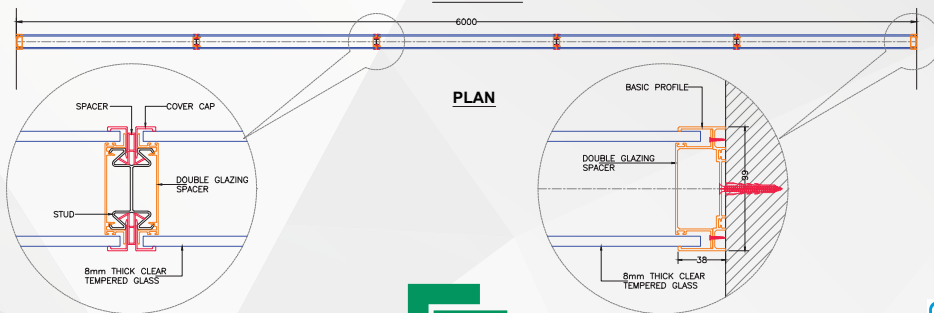 6000
PLAN
SPACER
COVER CAP
DOUBLE GLAZING
SPACER
STUD
8mm THICK CLEAR
TEMPERED GLASS
BASIC PROFILE
DOUBLE GLAZING
SPACER
99
38
8mm THICK CLEAR
TEMPERED GLASS